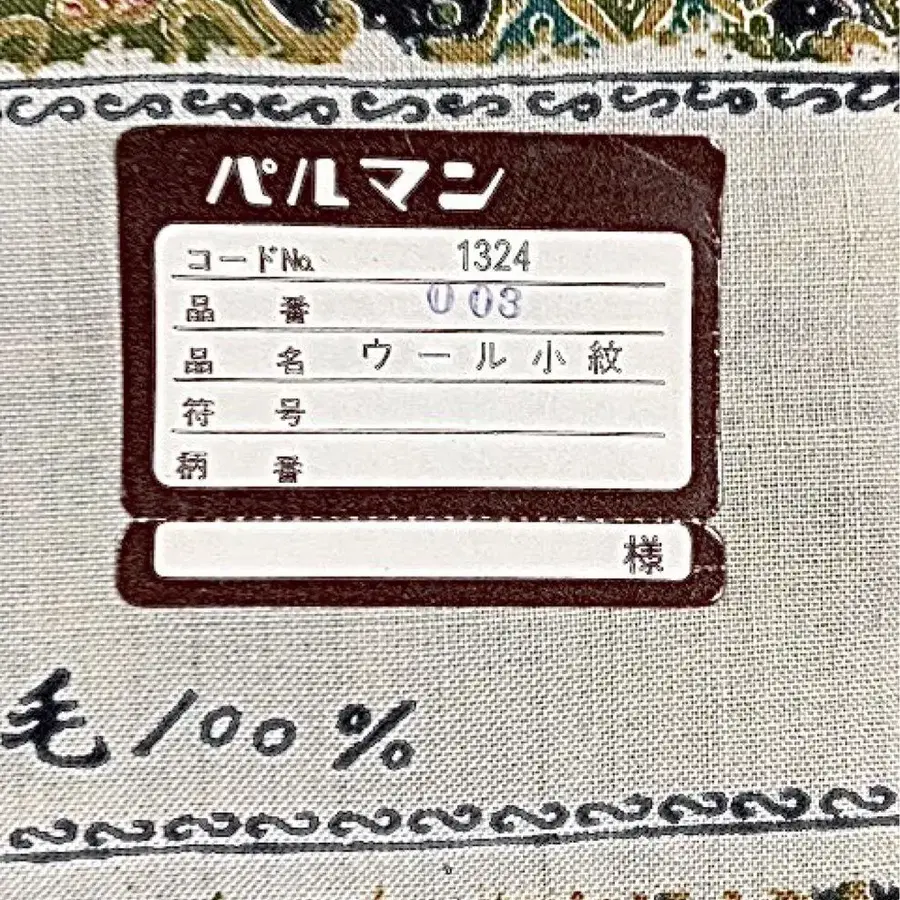 パルマン
コードNo. 1324
品番 003
品名 ウール小紋
符号
柄番
様
毛100%